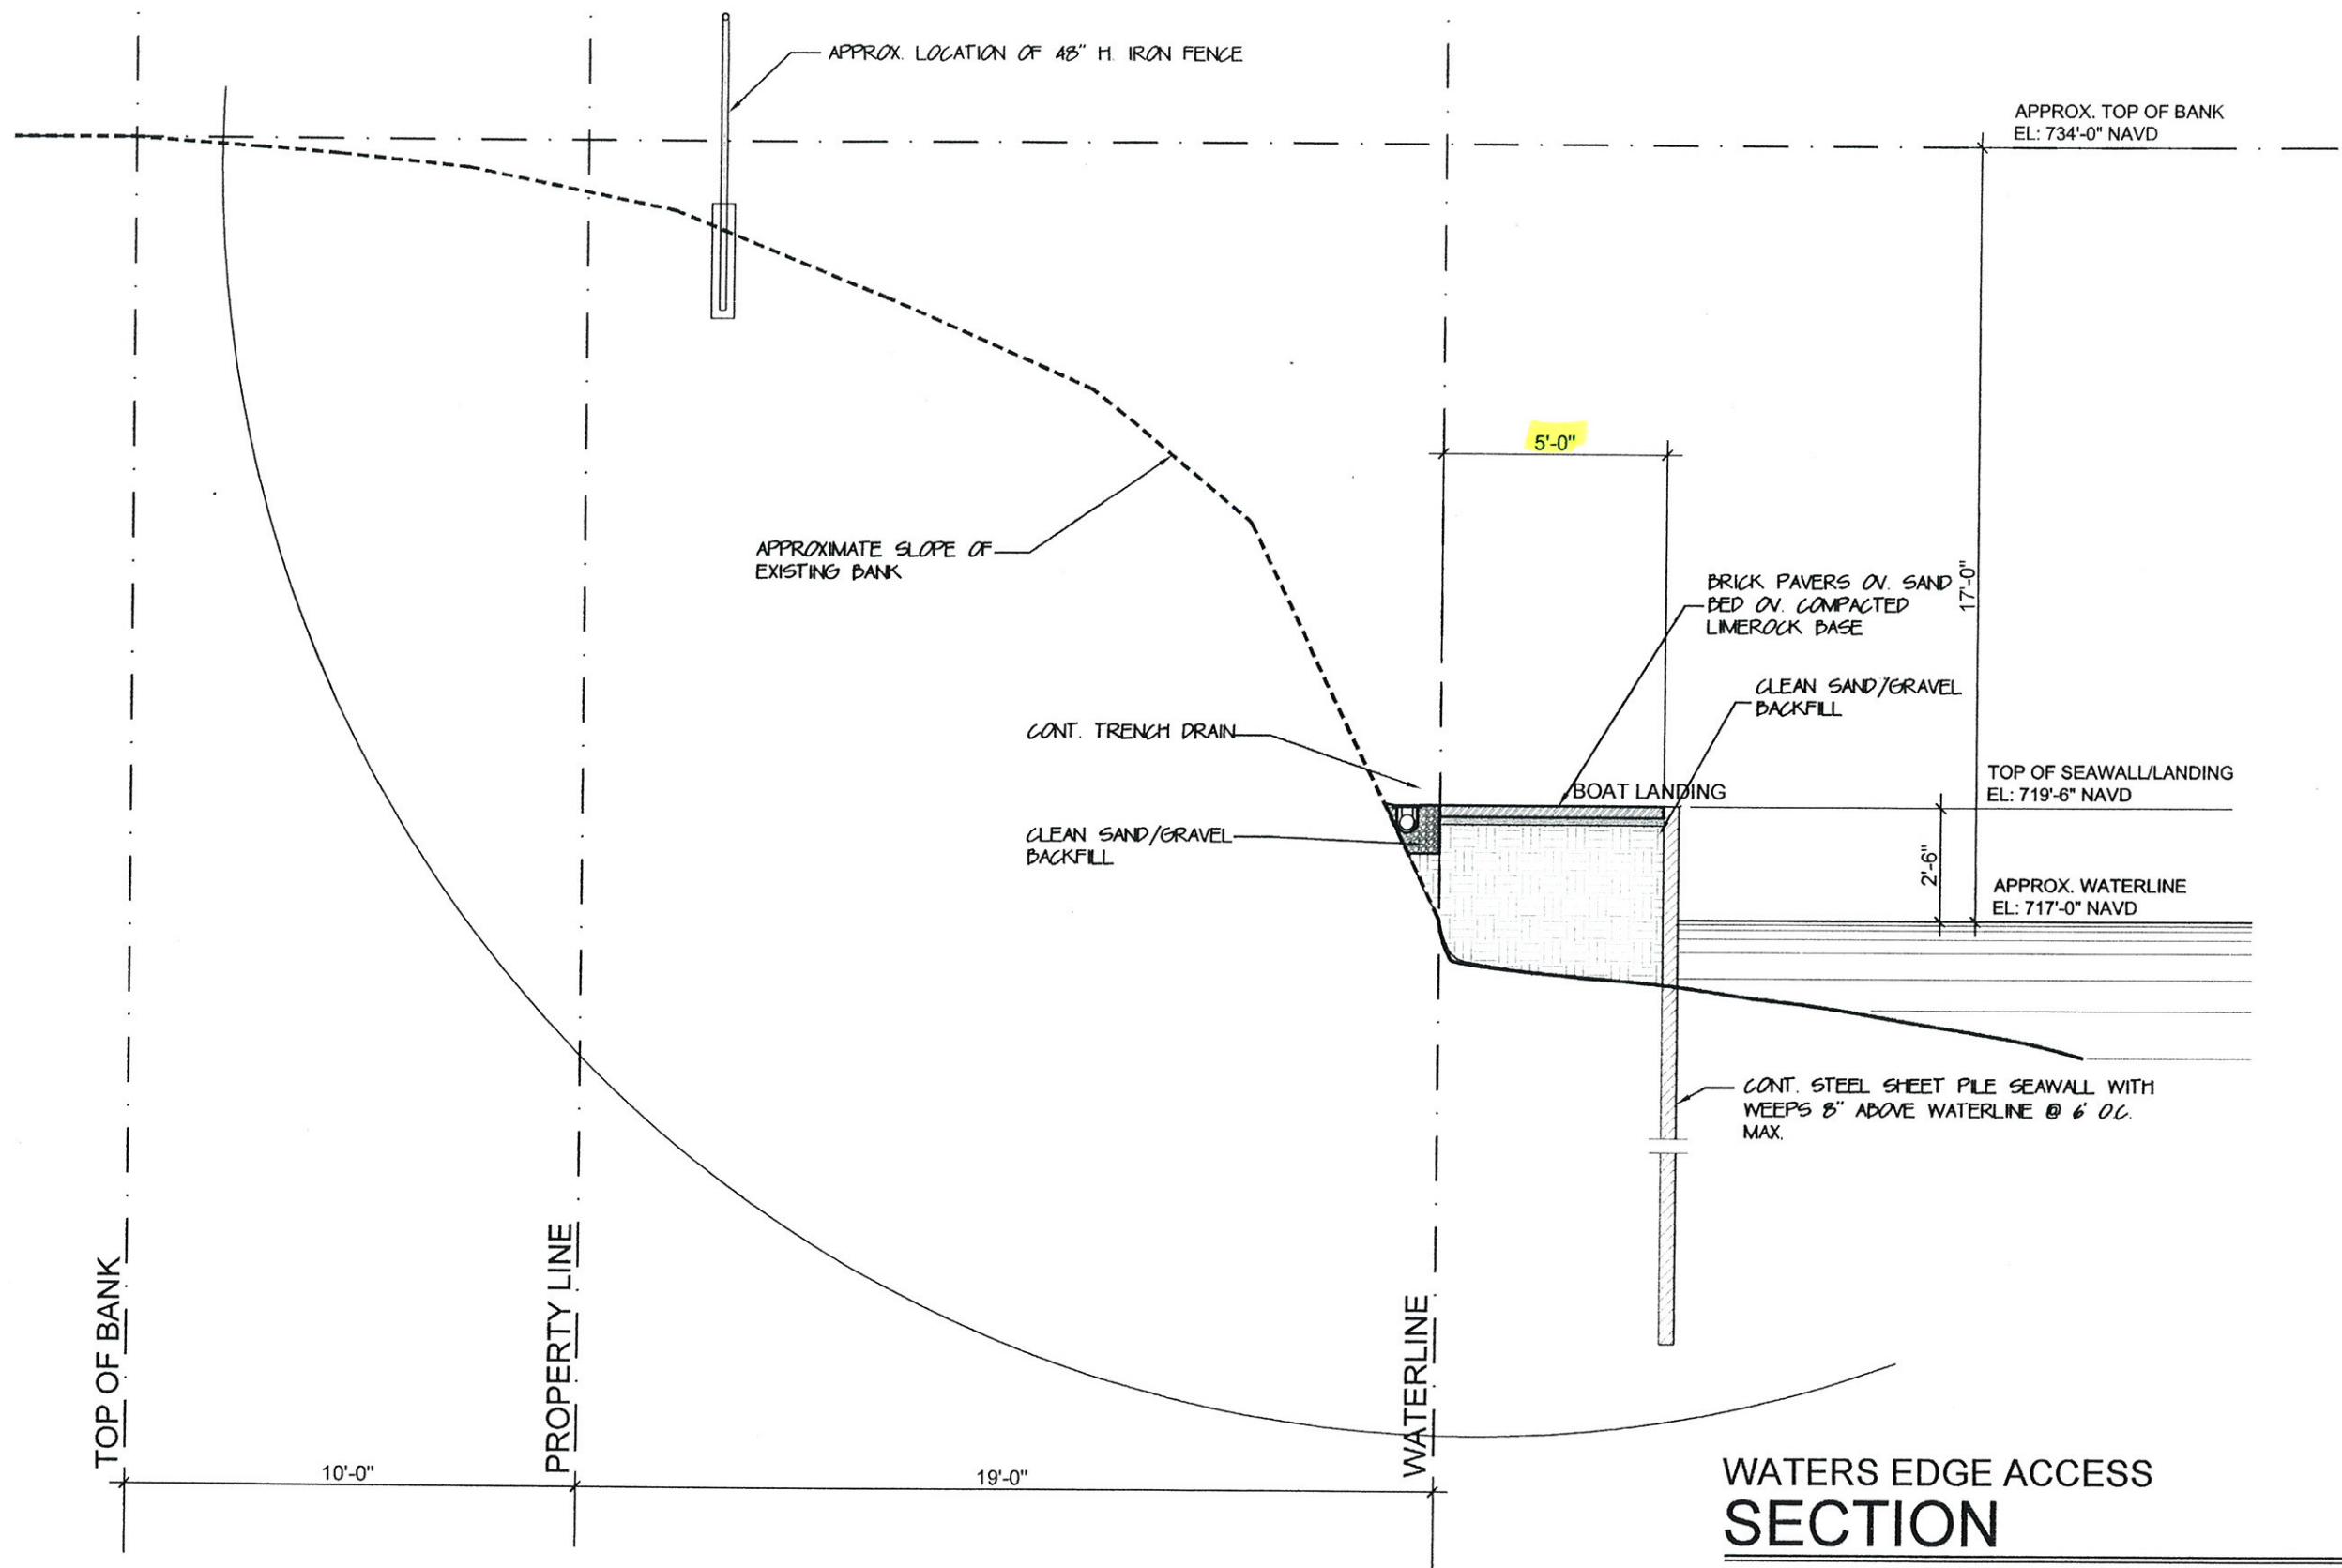 APPROX. LOCATION OF 48" H. IRON FENCE
APPROX. TOP OF BANK
EL: 734'-0" NAVD
5'-0"
APPROXIMATE SLOPE OF
EXISTING BANK
BRICK PAVERS OV. SAND
BED OV. COMPACTED
LIMEROCK BASE
17'-0"
CLEAN SAND/GRAVEL
BACKFILL
CONT. TRENCH DRAIN
BOAT LANDING
TOP OF SEAWALL/LANDING
EL: 719'-6" NAVD
CLEAN SAND/GRAVEL
BACKFILL
2'-6"
APPROX. WATERLINE
EL: 717'-0" NAVD
CONT. STEEL SHEET PILE SEAWALL WITH
WEEPS 8" ABOVE WATERLINE @ 6' O.C.
MAX.
TOP OF BANK
PROPERTY LINE
WATERLINE
10'-0"
19'-0"
WATERS EDGE ACCESS
SECTION